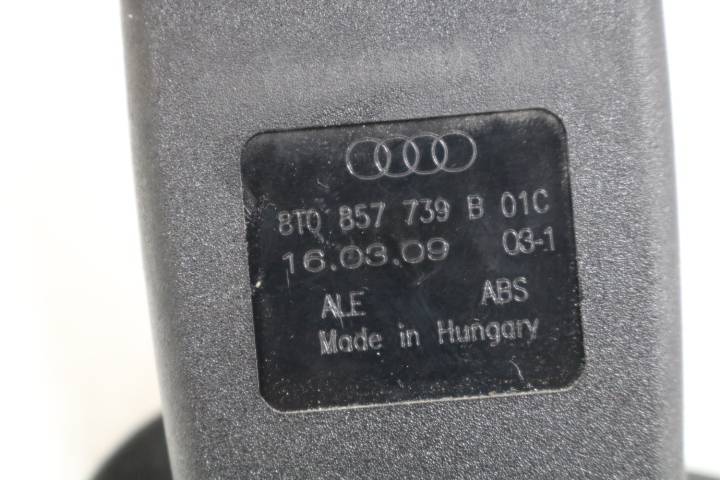 8T0 857 739 B 01C
16.03.09 03-1
ALE ABS
Made in Hungary